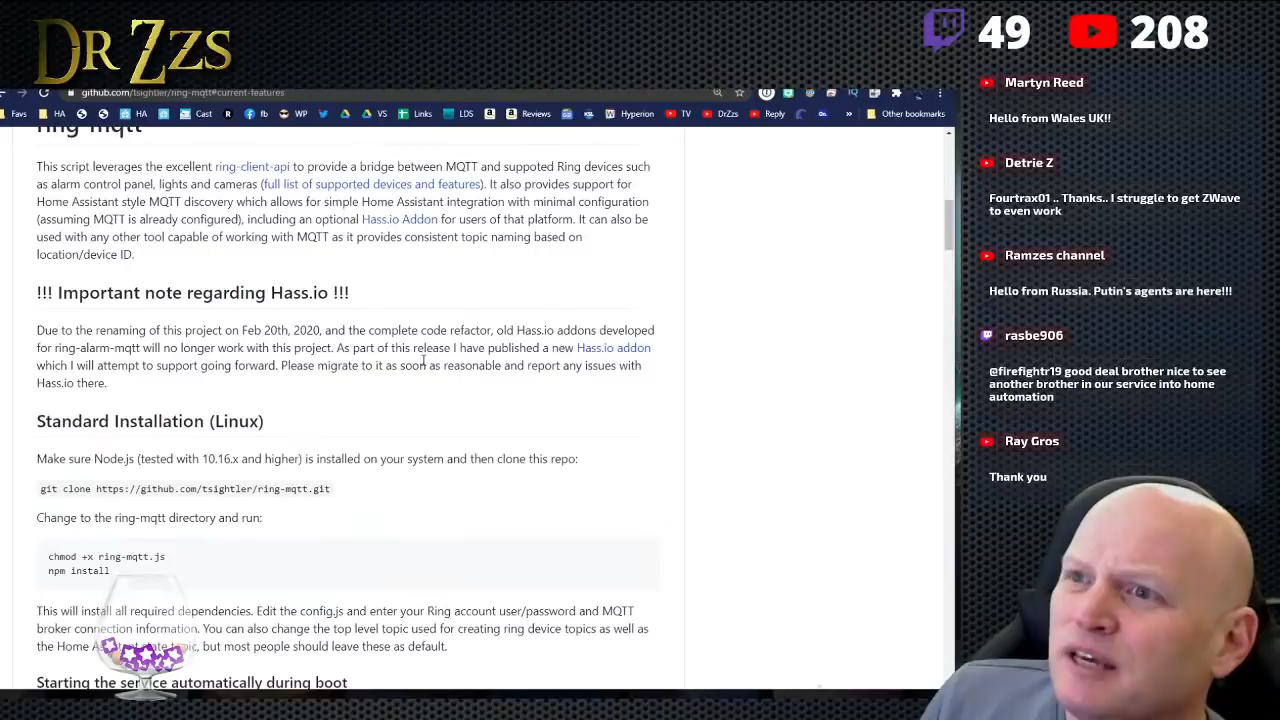 DR ZZS
49
208
github.com/tsightler/ring-mqtt#current-features
Favs
HA
HA
Cast
fb
WP
VS
Links
LDS
Reviews
Hyperion
TV
DrZzs
Reply
»
Other bookmarks
ring-mqtt
This script leverages the excellent ring-client-api to provide a bridge between MQTT and suppoted Ring devices such
as alarm control panel, lights and cameras (full list of supported devices and features). It also provides support for
Home Assistant style MQTT discovery which allows for simple Home Assistant integration with minimal configuration
(assuming MQTT is already configured), including an optional Hass.io Addon for users of that platform. It can also be
used with any other tool capable of working with MQTT as it provides consistent topic naming based on
location/device ID.
!!! Important note regarding Hass.io !!!
Due to the renaming of this project on Feb 20th, 2020, and the complete code refactor, old Hass.io addons developed
for ring-alarm-mqtt will no longer work with this project. As part of this release I have published a new Hass.io addon
which I will attempt to support going forward. Please migrate to it as soon as reasonable and report any issues with
Hass.io there.
Standard Installation (Linux)
Make sure Node.js (tested with 10.16.x and higher) is installed on your system and then clone this repo:
git clone https://github.com/tsightler/ring-mqtt.git
Change to the ring-mqtt directory and run:
chmod +x ring-mqtt.js
npm install
This will install all required dependencies. Edit the config.js and enter your Ring account user/password and MQTT
broker connection information. You can also change the top level topic used for creating ring device topics as well as
the Home topic, but most people should leave these as default.
Starting the service automatically during boot
Martyn Reed
Hello from Wales UK!!
Detrie Z
Fourtrax01 .. Thanks.. I struggle to get ZWave
to even work
Ramzes channel
Hello from Russia. Putin's agents are here!!!
rasbe906
@firefightr19 good deal brother nice to see
another brother in our service into home
automation
Ray Gros
Thank you